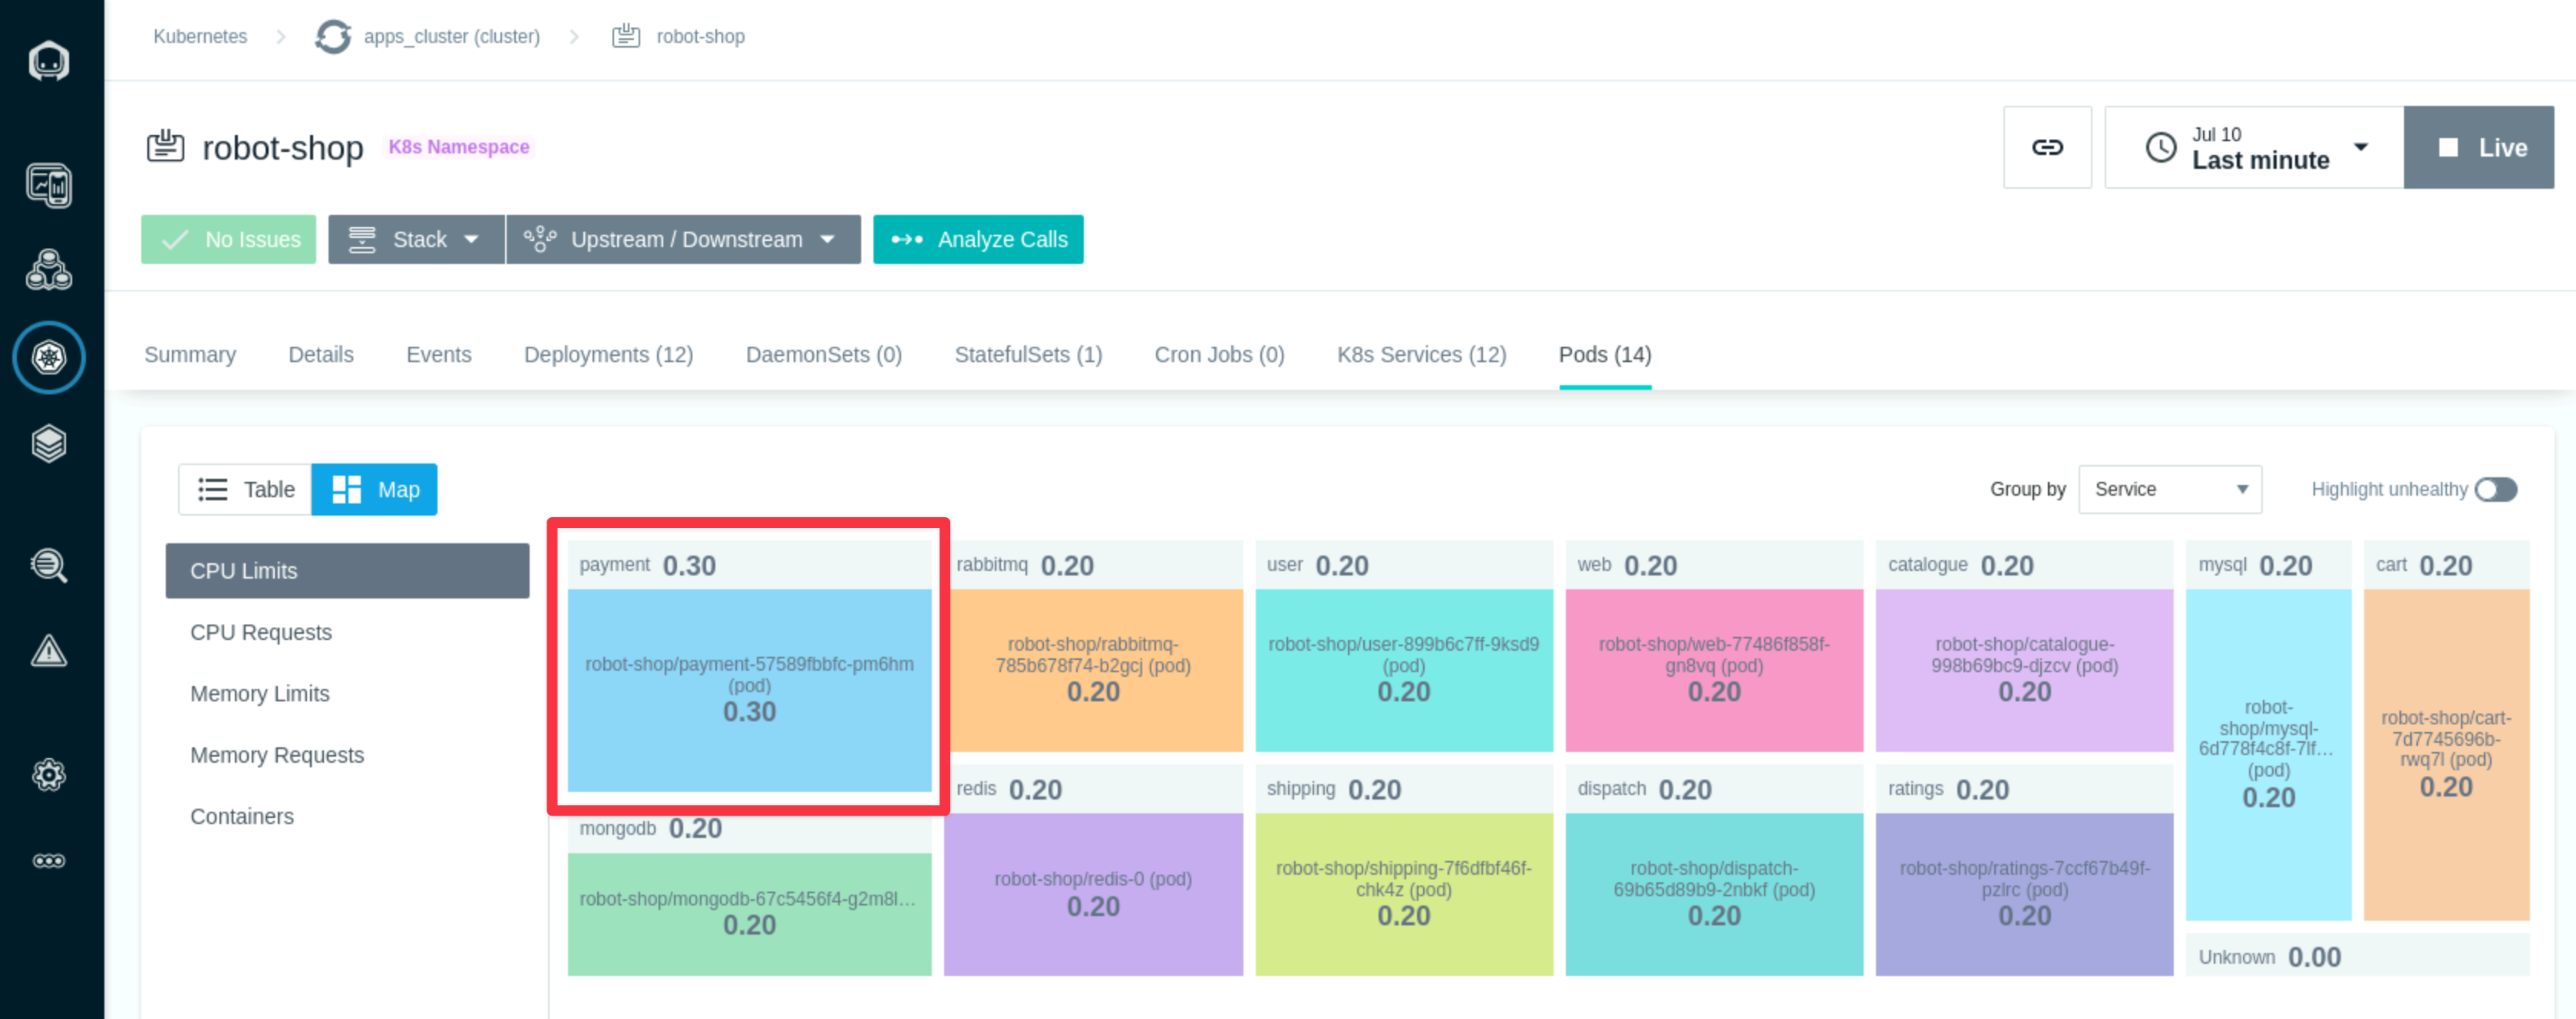 Kubernetes
apps_cluster (cluster)
robot-shop
robot-shop
K8s Namespace
Jul 10
Last minute
Live
No Issues
Stack
Upstream / Downstream
Analyze Calls
Summary
Details
Events
Deployments (12)
DaemonSets (0)
StatefulSets (1)
Cron Jobs (0)
K8s Services (12)
Pods (14)
Table
Map
Group by
Service
Highlight unhealthy
CPU Limits
CPU Requests
Memory Limits
Memory Requests
Containers
payment 0.30
robot-shop/payment-57589fbbfc-pm6hm
(pod)
0.30
rabbitmq 0.20
robot-shop/rabbitmq-
785b678f74-b2gcj (pod)
0.20
user 0.20
robot-shop/user-899b6c7ff-9ksd9
(pod)
0.20
web 0.20
robot-shop/web-77486f858f-
gn8vq (pod)
0.20
catalogue 0.20
robot-shop/catalogue-
998b69bc9-djzcv (pod)
0.20
mysql 0.20
robot-
shop/mysql-
6d778f4c8f-7lf...
(pod)
0.20
cart 0.20
robot-shop/cart-
7d7745696b-
rwq7l (pod)
0.20
mongodb 0.20
robot-shop/mongodb-67c5456f4-g2m8l...
0.20
redis 0.20
robot-shop/redis-0 (pod)
0.20
shipping 0.20
robot-shop/shipping-7f6dfbf46f-
chk4z (pod)
0.20
dispatch 0.20
robot-shop/dispatch-
69b65d89b9-2nbkf (pod)
0.20
ratings 0.20
robot-shop/ratings-7ccf67b49f-
pzlrc (pod)
0.20
Unknown 0.00